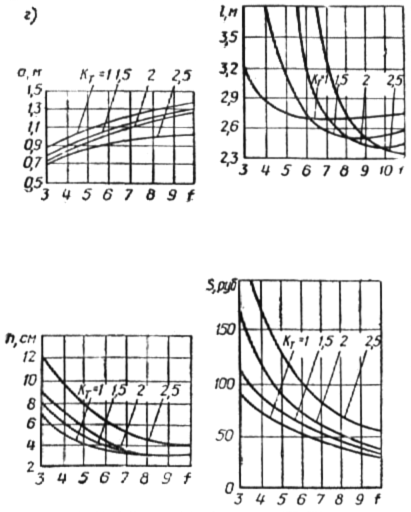 г)
a, м
Kт=1 1,5 2 2,5
1,5
1,3
1,1
0,9
0,7
0,5
3 4 5 6 7 8 9 f
l, м
3,5
3,2
2,9
2,6
2,3
Kт=1 1,5 2 2,5
3 4 5 6 7 8 9 10 f
h, см
12
10
8
6
4
2
Kт=1 1,5 2 2,5
3 4 5 6 7 8 9 f
S, руб
150
100
50
0
Kт=1 1,5 2 2,5
3 4 5 6 7 8 9 f